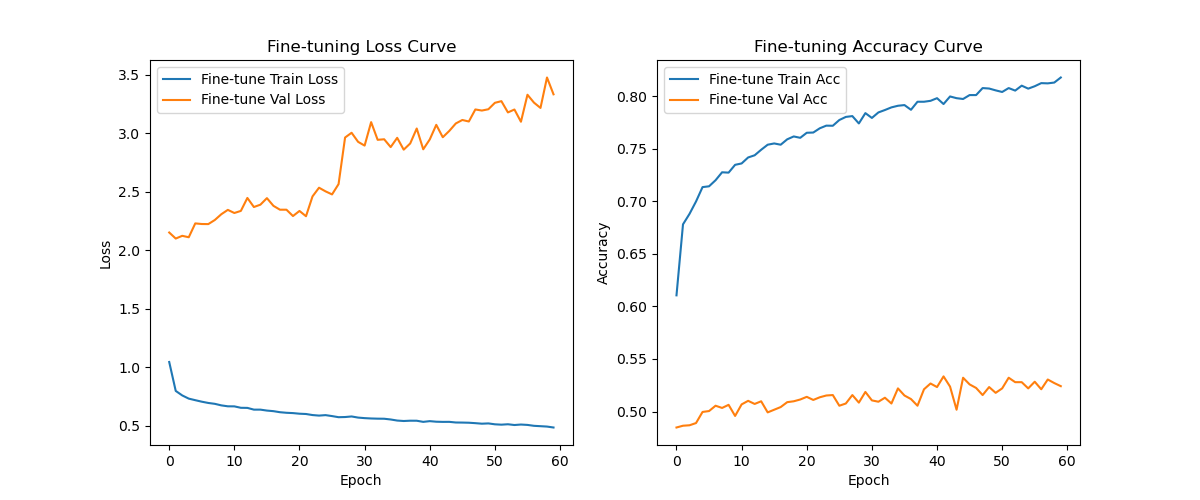 Fine-tuning Loss Curve
Fine-tune Train Loss
Fine-tune Val Loss
3.5
3.0
2.5
2.0
1.5
1.0
0.5
Loss
0 10 20 30 40 50 60
Epoch
Fine-tuning Accuracy Curve
Fine-tune Train Acc
Fine-tune Val Acc
0.80
0.75
0.70
0.65
0.60
0.55
0.50
Accuracy
0 10 20 30 40 50 60
Epoch